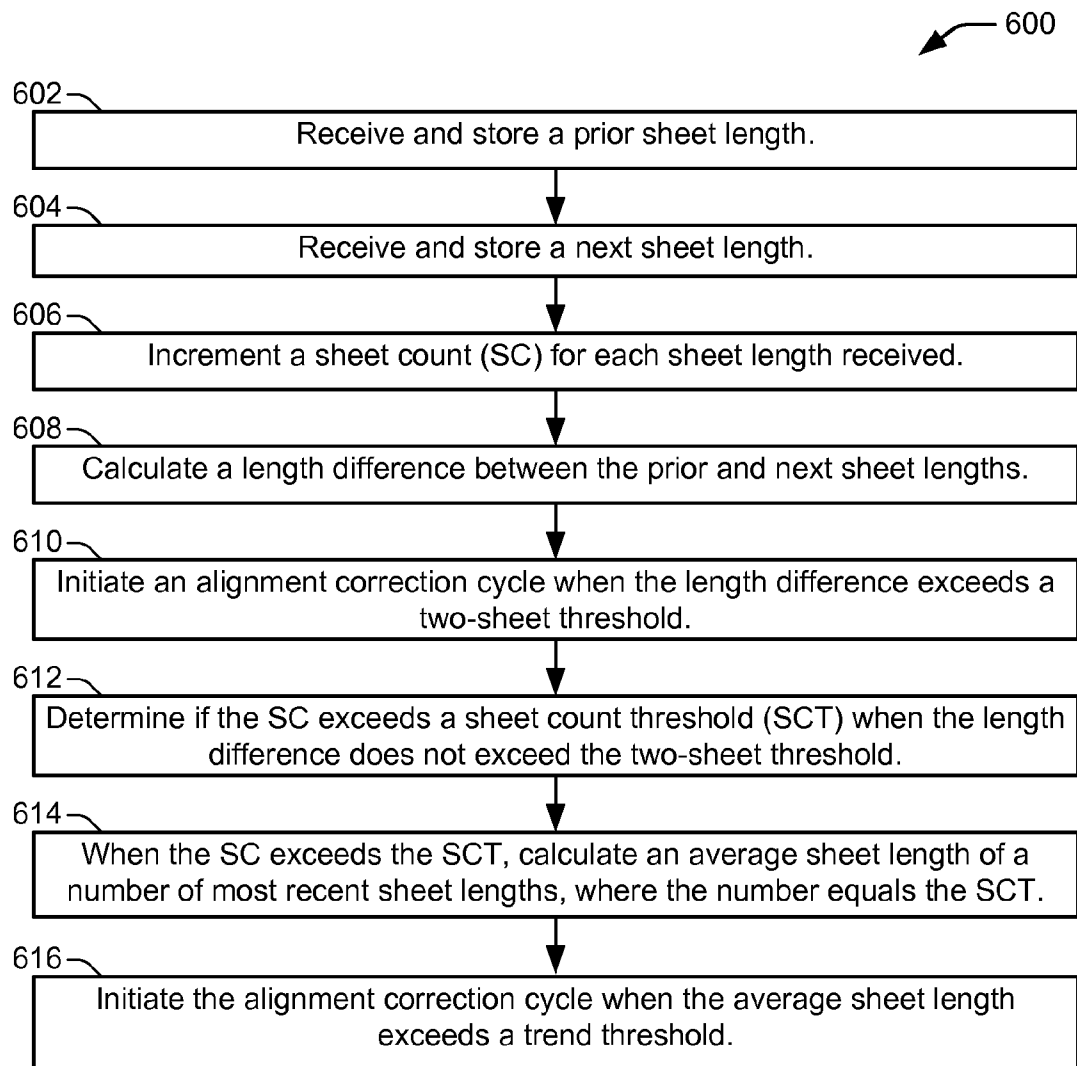 600
602
Receive and store a prior sheet length.
604
Receive and store a next sheet length.
606
Increment a sheet count (SC) for each sheet length received.
608
Calculate a length difference between the prior and next sheet lengths.
610
Initiate an alignment correction cycle when the length difference exceeds a
two-sheet threshold.
612
Determine if the SC exceeds a sheet count threshold (SCT) when the length
difference does not exceed the two-sheet threshold.
614
When the SC exceeds the SCT, calculate an average sheet length of a
number of most recent sheet lengths, where the number equals the SCT.
616
Initiate the alignment correction cycle when the average sheet length
exceeds a trend threshold.